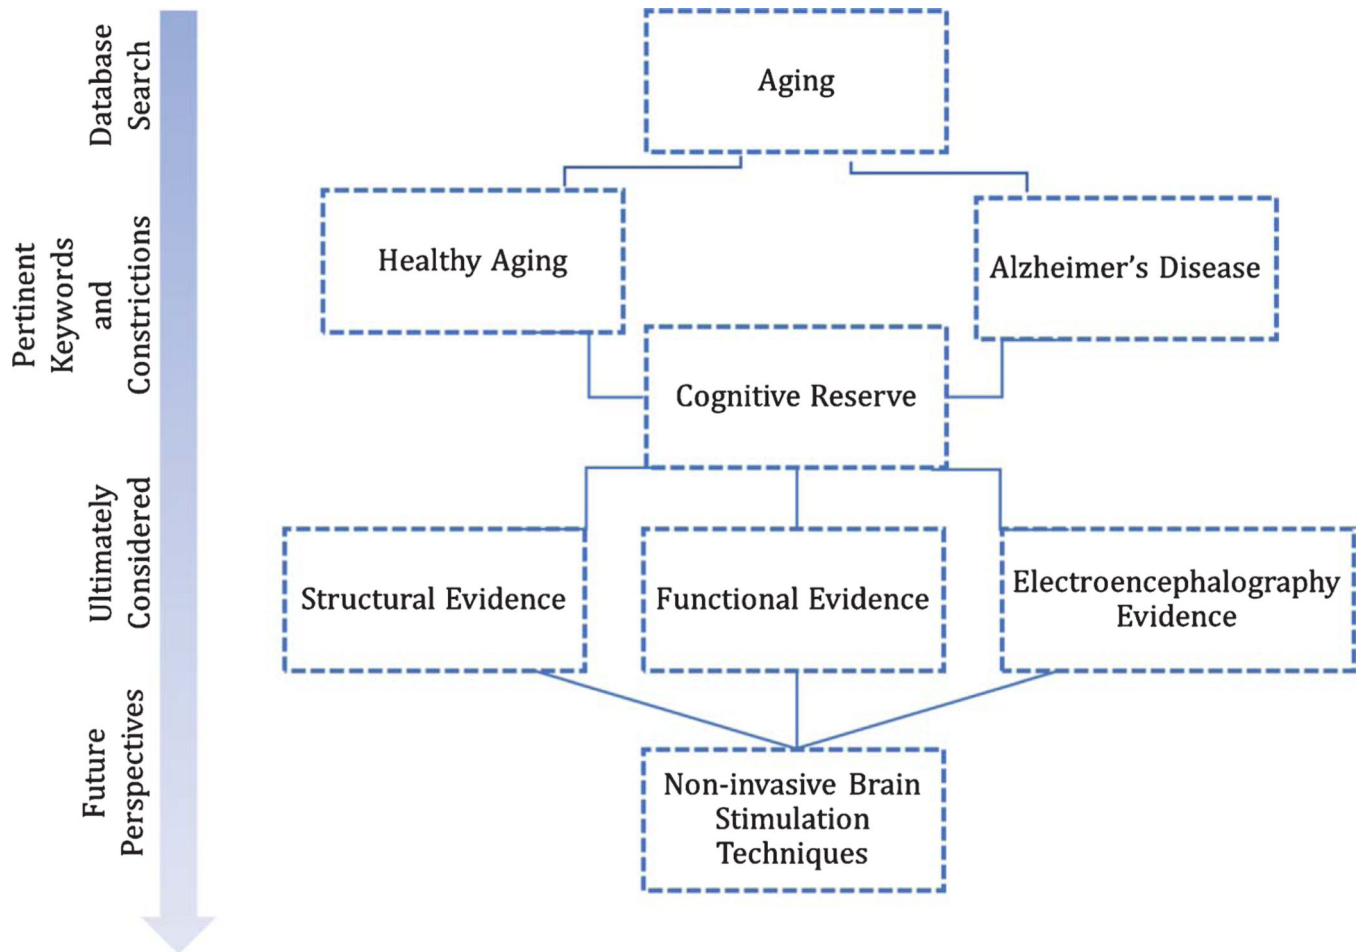 Database
Search
Aging
Pertinent
Keywords
and
Constrictions
Healthy Aging
Alzheimer's Disease
Cognitive Reserve
Ultimately
Considered
Structural Evidence
Functional Evidence
Electroencephalography
Evidence
Future
Perspectives
Non-invasive Brain
Stimulation
Techniques